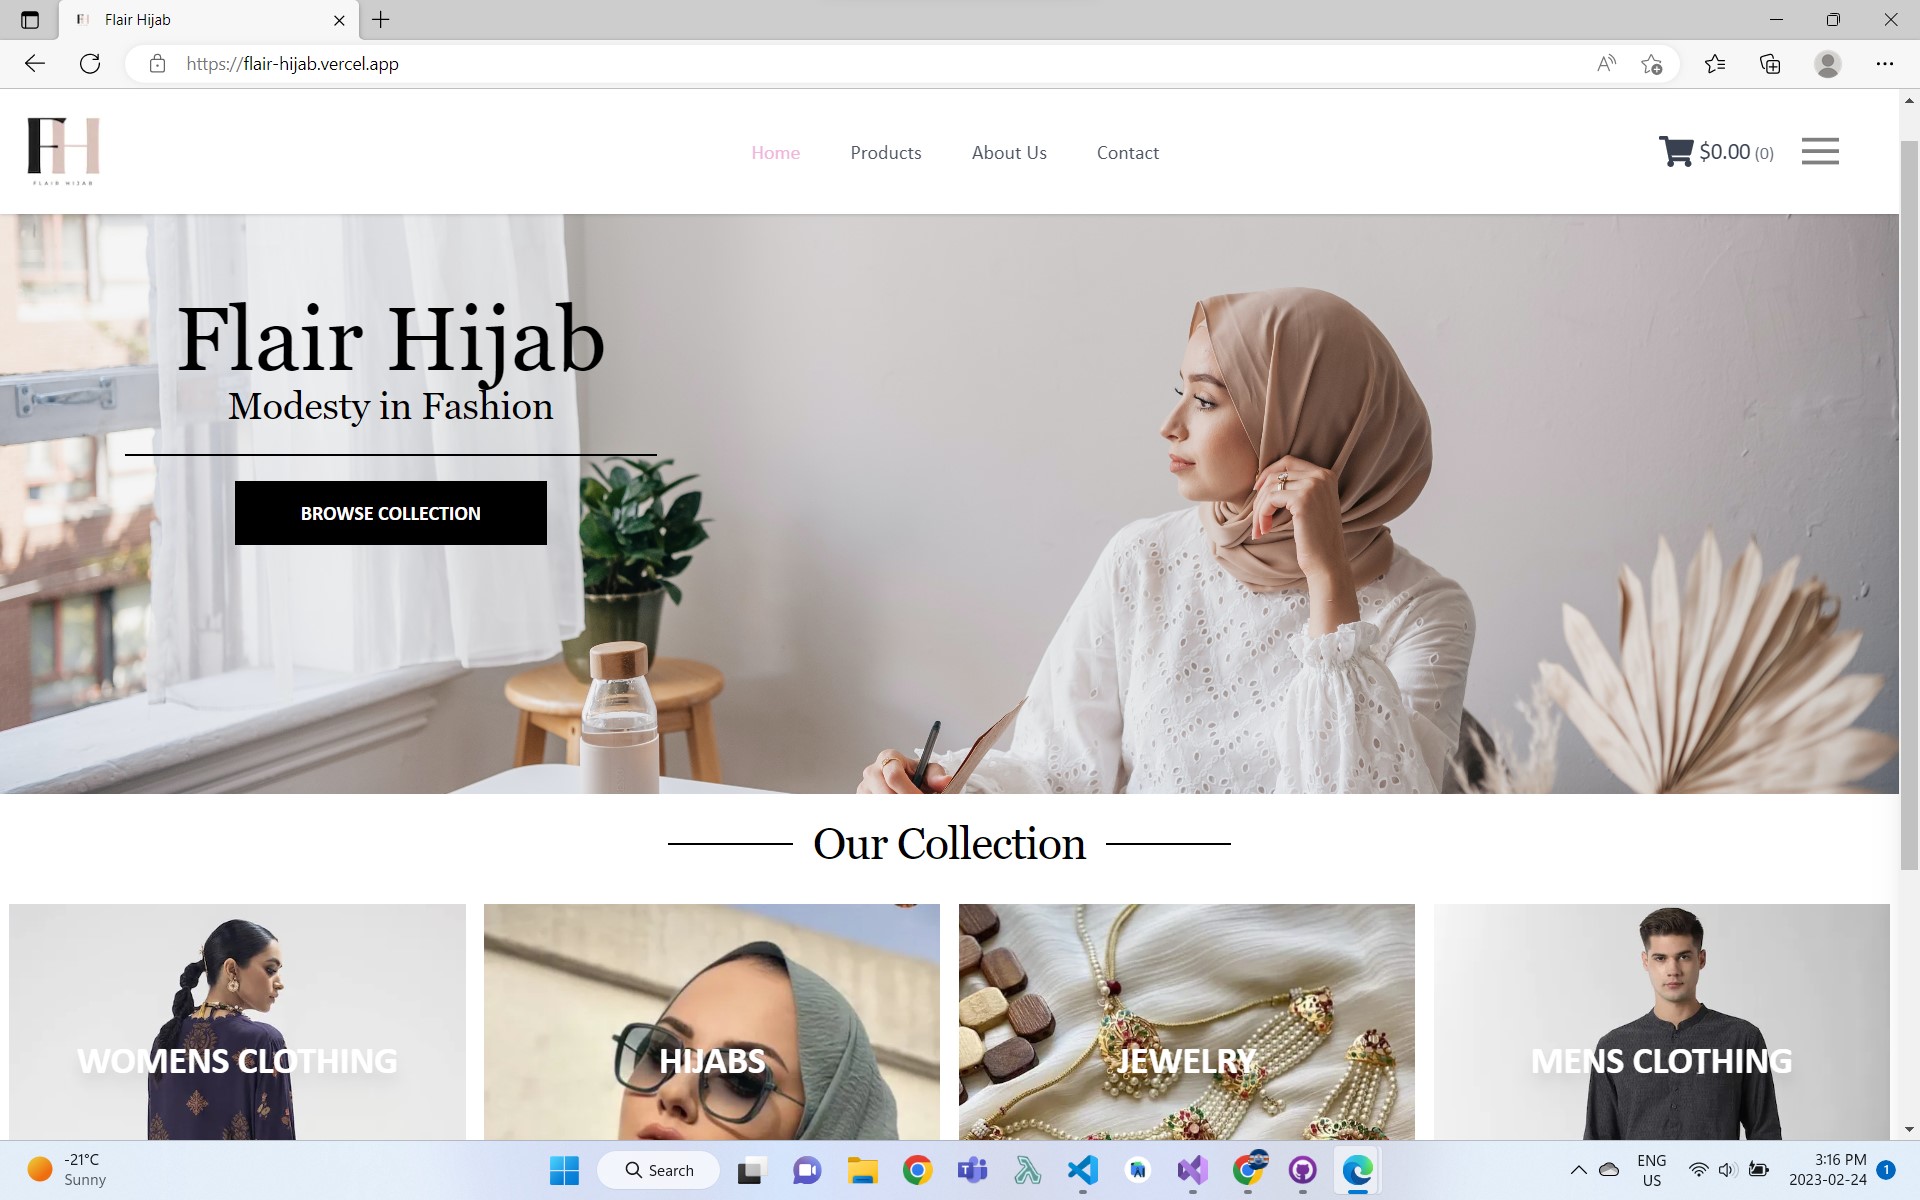 Flair Hijab
https://flair-hijab.vercel.app
FH
FLAIR HIJAB
Home
Products
About Us
Contact
$0.00 (0)
Flair Hijab
Modesty in Fashion
BROWSE COLLECTION
Our Collection
WOMENS CLOTHING
HIJABS
JEWELRY
MENS CLOTHING
-21°C
Sunny
Search
ENG
US
3:16 PM
2023-02-24
1